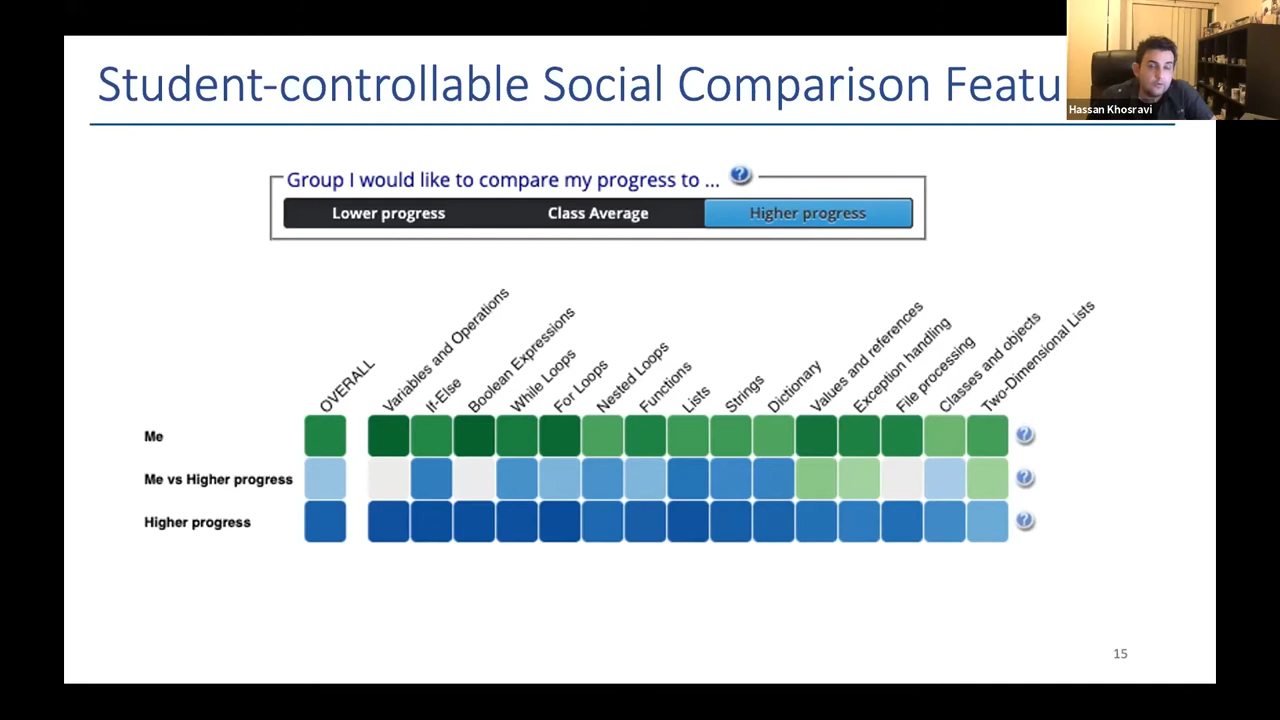 Student-controllable Social Comparison Featu
Hassan Khosravi
Group I would like to compare my progress to ...
Lower progress
Class Average
Higher progress
OVERALL
Variables and Operations
If-Else
Boolean Expressions
While Loops
For Loops
Nested Loops
Functions
Lists
Strings
Dictionary
Values and references
Exception handling
File processing
Classes and objects
Two-Dimensional Lists
Me
Me vs Higher progress
Higher progress
15